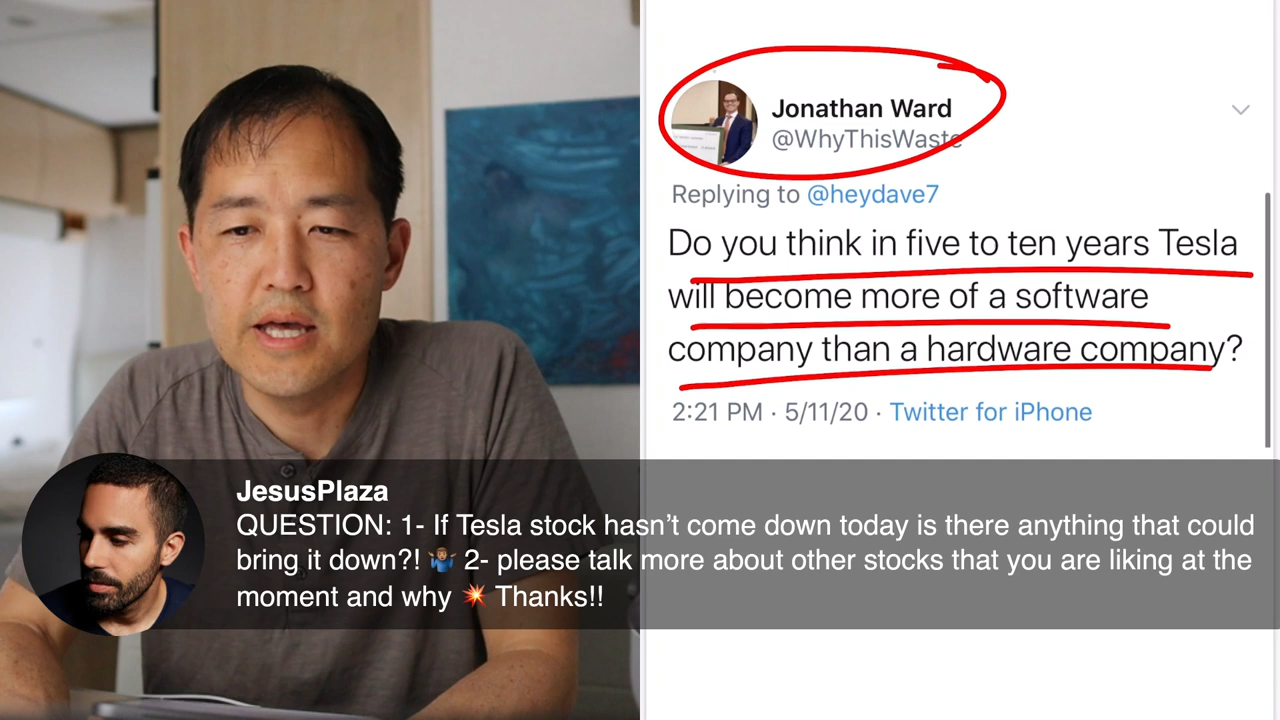 Jonathan Ward
@WhyThisWaste
Replying to @heydave7
Do you think in five to ten years Tesla
will become more of a software
company than a hardware company?
2:21 PM · 5/11/20 · Twitter for iPhone
JesusPlaza
QUESTION: 1- If Tesla stock hasn’t come down today is there anything that could
bring it down?! 🤷🏽‍♂️ 2- please talk more about other stocks that you are liking at the
moment and why 💥 Thanks!!